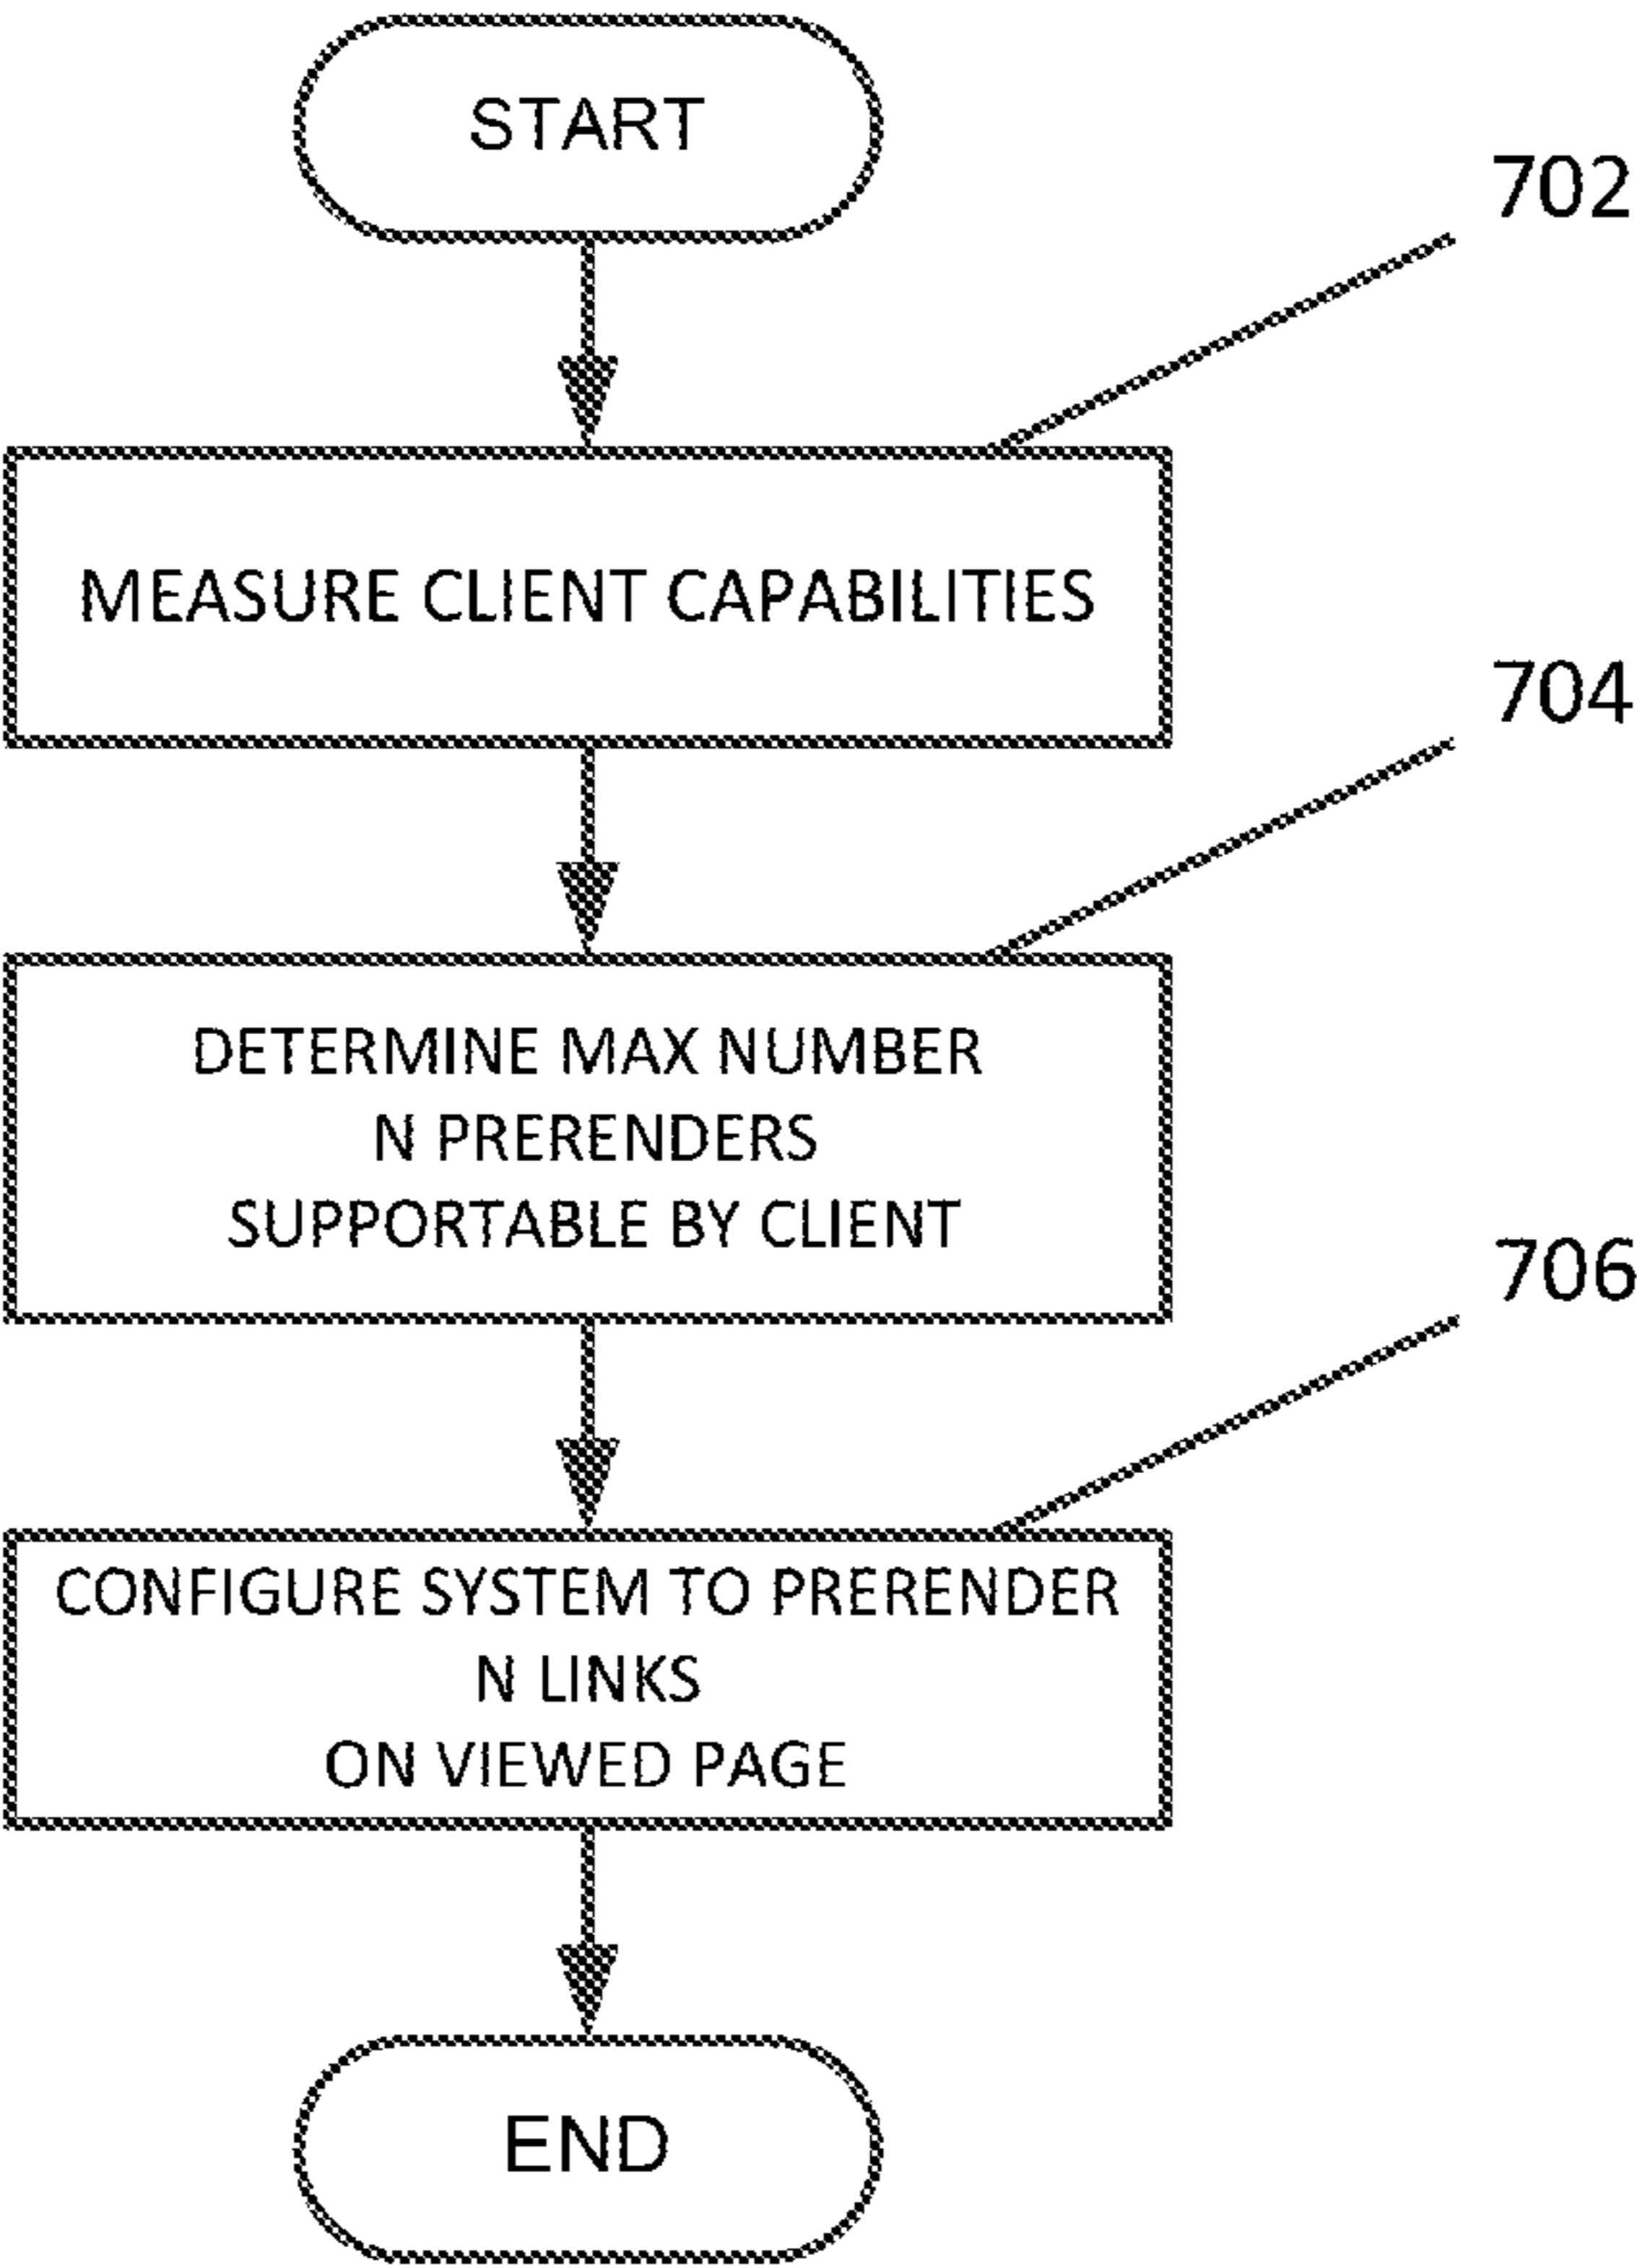 START
702
MEASURE CLIENT CAPABILITIES
704
DETERMINE MAX NUMBER
N PRERENDERS
SUPPORTABLE BY CLIENT
706
CONFIGURE SYSTEM TO PRERENDER
N LINKS
ON VIEWED PAGE
END